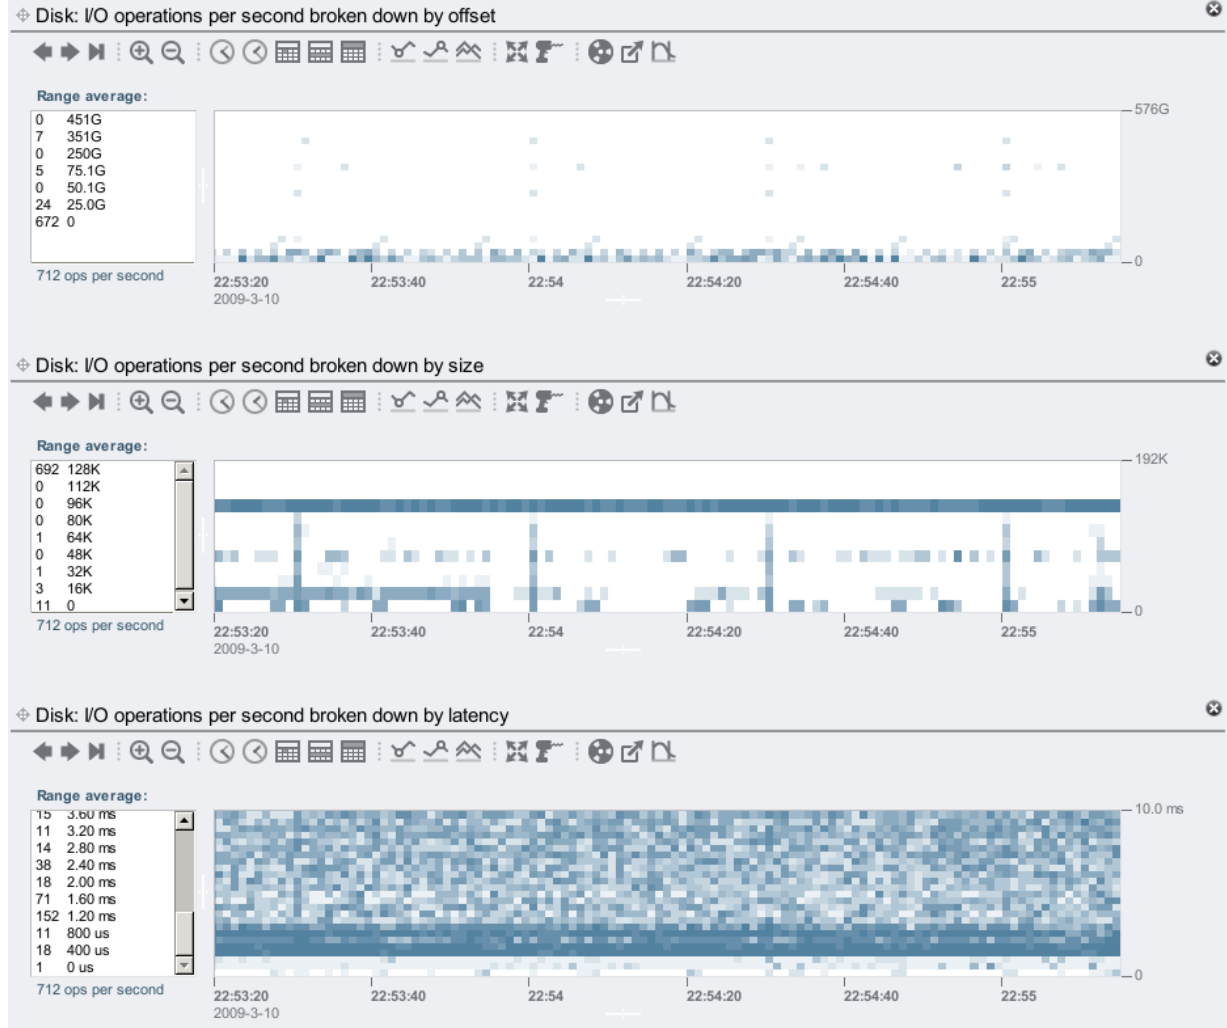 Disk: I/O operations per second broken down by offset
Range average:
0 451G
7 351G
0 250G
5 75.1G
0 50.1G
24 25.0G
672 0
712 ops per second
576G
0
22:53:20 22:53:40 22:54 22:54:20 22:54:40 22:55
2009-3-10
Disk: I/O operations per second broken down by size
Range average:
692 128K
0 112K
0 96K
0 80K
1 64K
0 48K
1 32K
3 16K
11 0
712 ops per second
192K
0
22:53:20 22:53:40 22:54 22:54:20 22:54:40 22:55
2009-3-10
Disk: I/O operations per second broken down by latency
Range average:
15 3.60 ms
11 3.20 ms
14 2.80 ms
38 2.40 ms
18 2.00 ms
71 1.60 ms
152 1.20 ms
11 800 us
18 400 us
1 0 us
712 ops per second
10.0 ms
0
22:53:20 22:53:40 22:54 22:54:20 22:54:40 22:55
2009-3-10